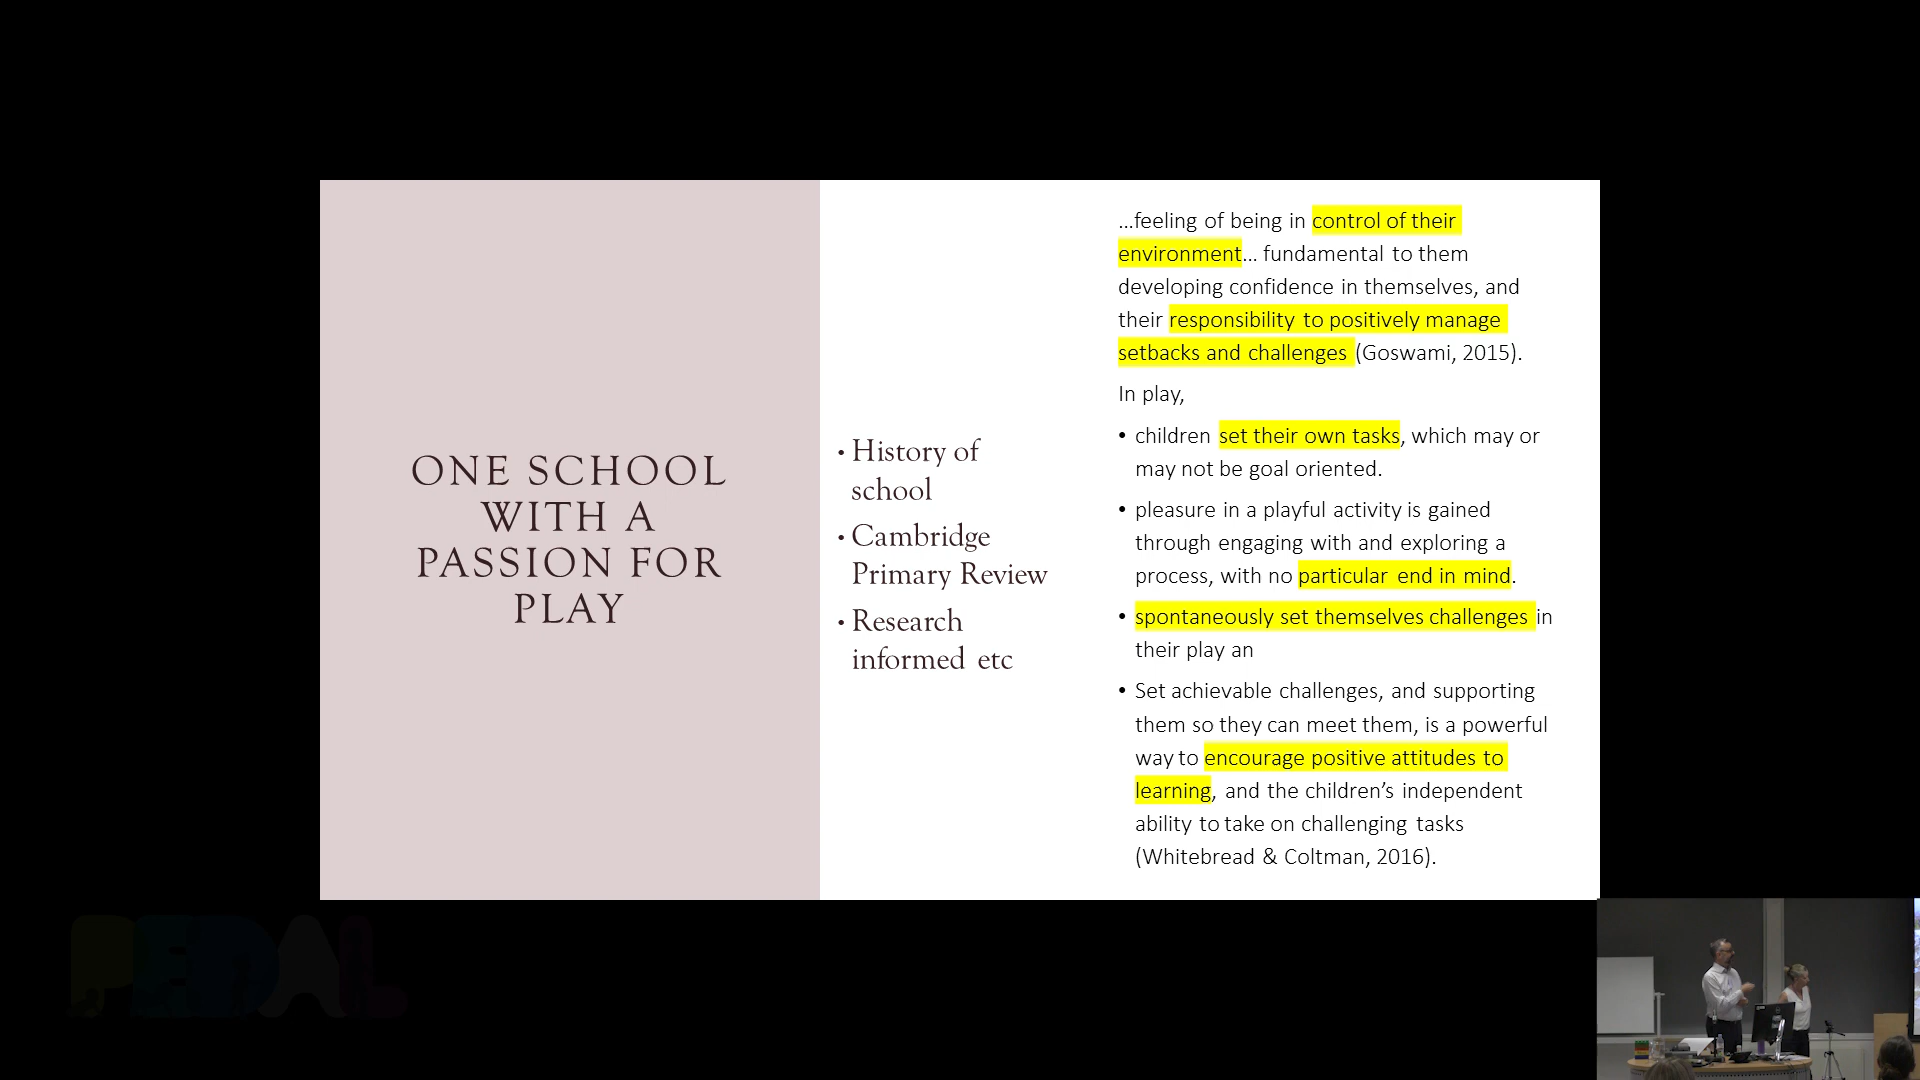 ONE SCHOOL
WITH A
PASSION FOR
PLAY
• History of
school
• Cambridge
Primary Review
• Research
informed etc
…feeling of being in control of their
environment… fundamental to them
developing confidence in themselves, and
their responsibility to positively manage
setbacks and challenges (Goswami, 2015).
In play,
• children set their own tasks, which may or
may not be goal oriented.
• pleasure in a playful activity is gained
through engaging with and exploring a
process, with no particular end in mind.
• spontaneously set themselves challenges in
their play an
• Set achievable challenges, and supporting
them so they can meet them, is a powerful
way to encourage positive attitudes to
learning, and the children’s independent
ability to take on challenging tasks
(Whitebread & Coltman, 2016).
PEDAL